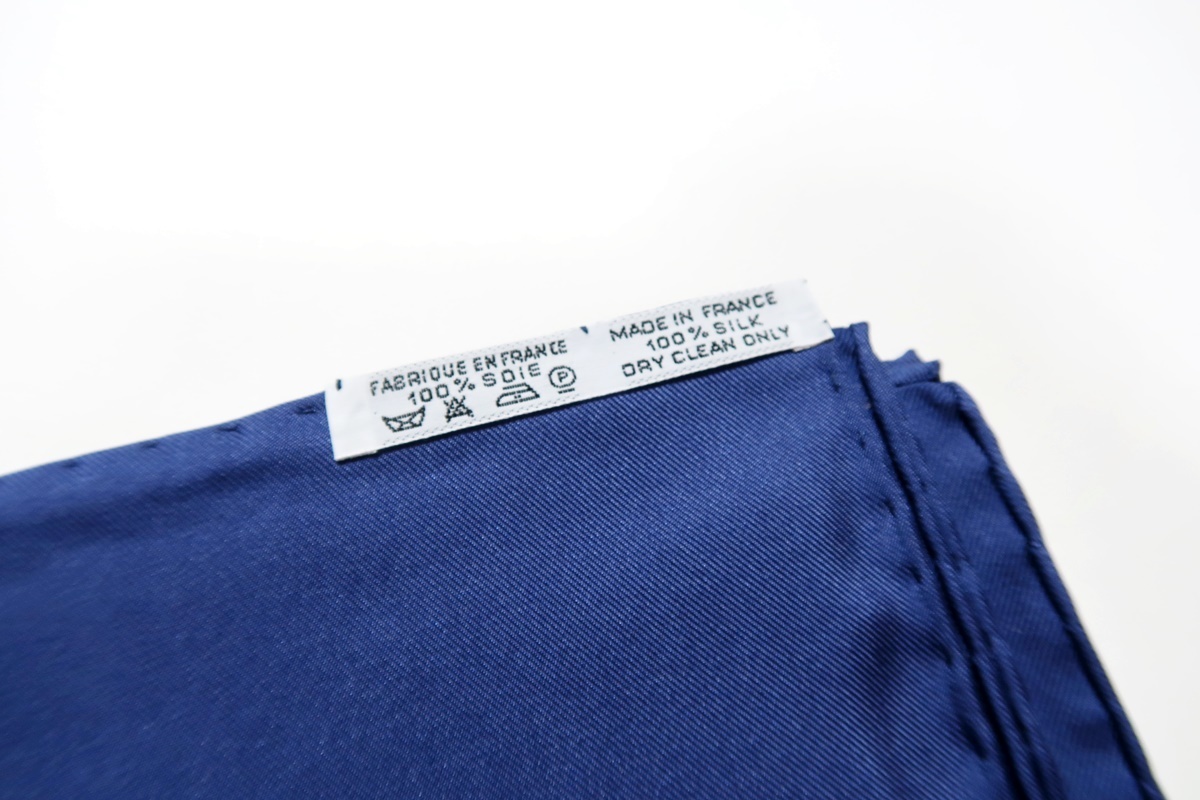 FABRIQUE EN FRANCE
100% SOIE
P
MADE IN FRANCE
100% SILK
DRY CLEAN ONLY